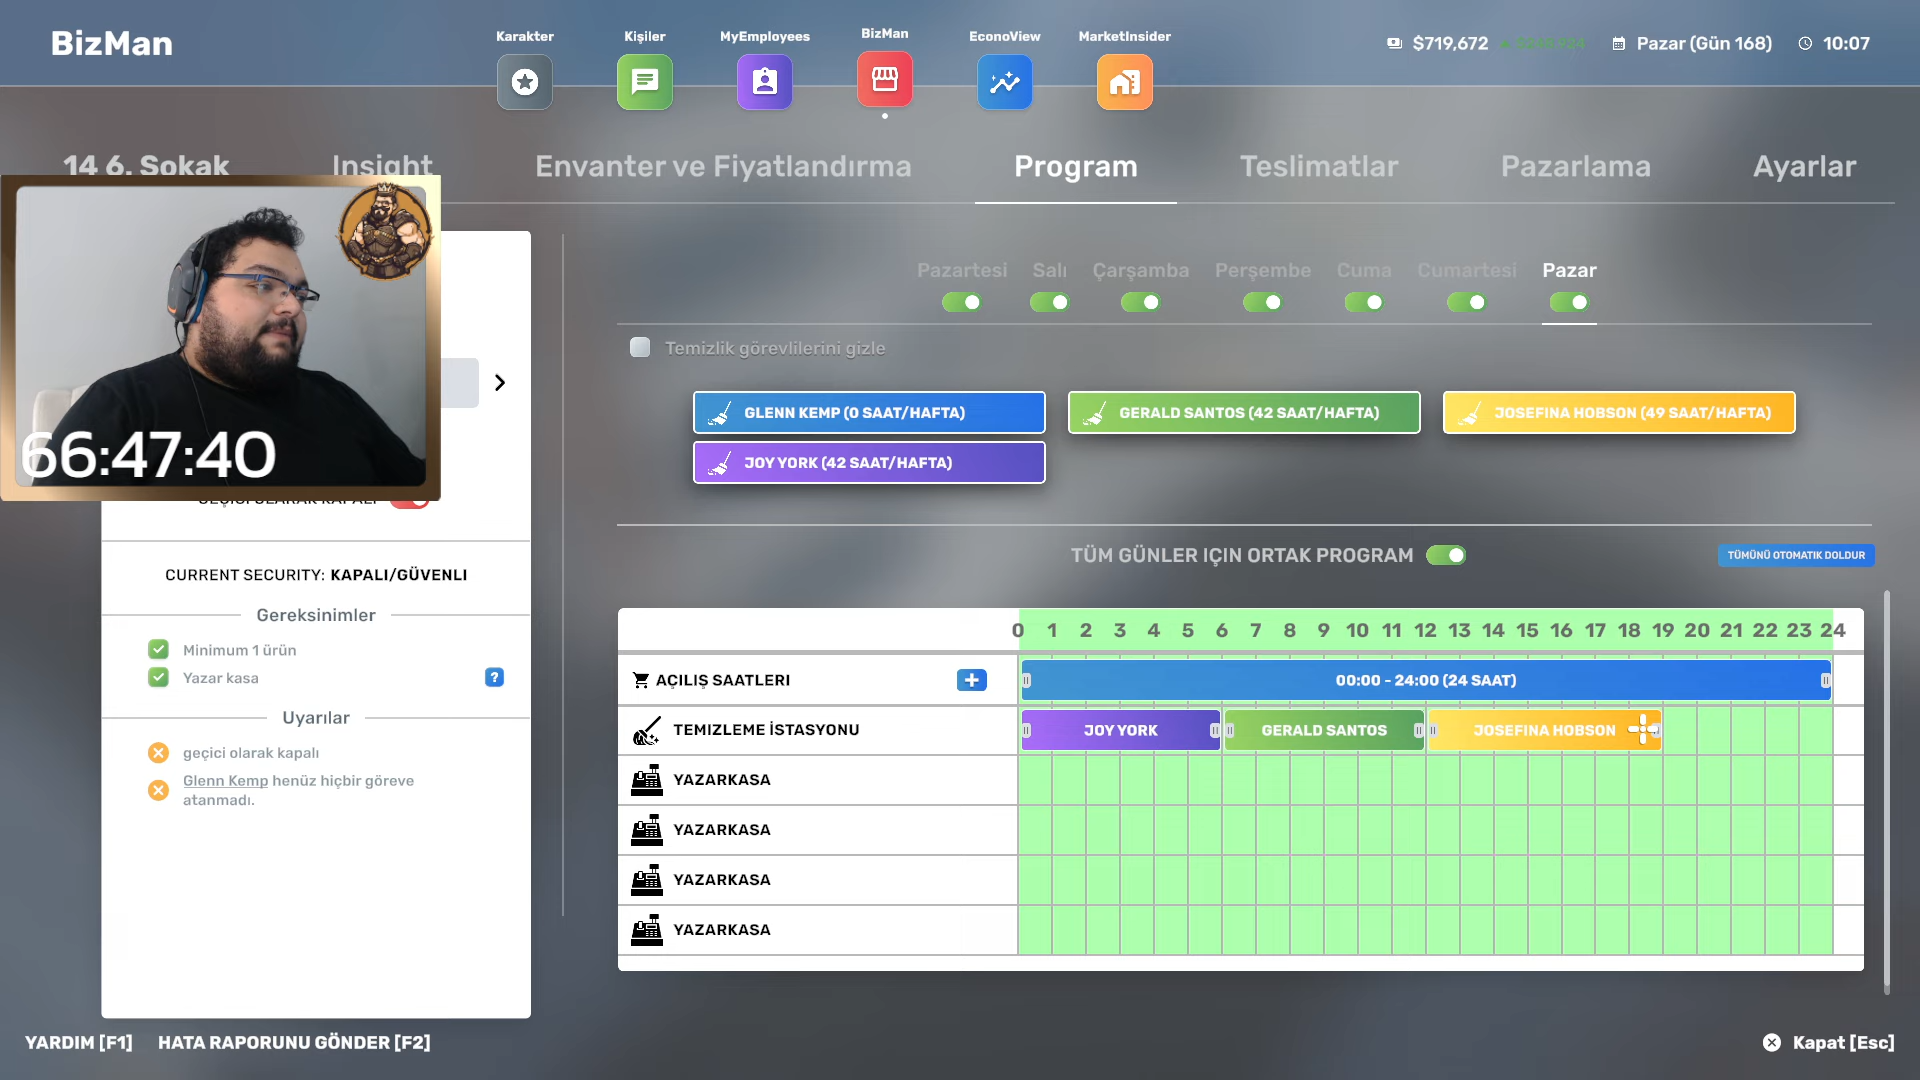 BizMan
Karakter
Kişiler
MyEmployees
BizMan
EconoView
MarketInsider
$719,672
Pazar (Gün 168)
10:07
14 6. Sokak
Insight
Envanter ve Fiyatlandırma
Program
Teslimatlar
Pazarlama
Ayarlar
Pazartesi
Salı
Çarşamba
Perşembe
Cuma
Cumartesi
Pazar
Temizlik görevlilerini gizle
GLENN KEMP (0 SAAT/HAFTA)
GERALD SANTOS (42 SAAT/HAFTA)
JOSEFINA HOBSON (49 SAAT/HAFTA)
JOY YORK (42 SAAT/HAFTA)
66:47:40
GEÇİCİ OLARAK KAPALI
CURRENT SECURITY: KAPALI/GÜVENLI
Gereksinimler
Minimum 1 ürün
Yazar kasa
?
Uyarılar
geçici olarak kapalı
Glenn Kemp henüz hiçbir göreve
atanmadı.
TÜM GÜNLER IÇIN ORTAK PROGRAM
TÜMÜNÜ OTOMATIK DOLDUR
0 1 2 3 4 5 6 7 8 9 10 11 12 13 14 15 16 17 18 19 20 21 22 23 24
AÇILIŞ SAATLERI
00:00 - 24:00 (24 SAAT)
TEMIZLEME İSTASYONU
JOY YORK
GERALD SANTOS
JOSEFINA HOBSON
YAZARKASA
YAZARKASA
YAZARKASA
YAZARKASA
YARDIM [F1]
HATA RAPORUNU GÖNDER [F2]
Kapat [Esc]